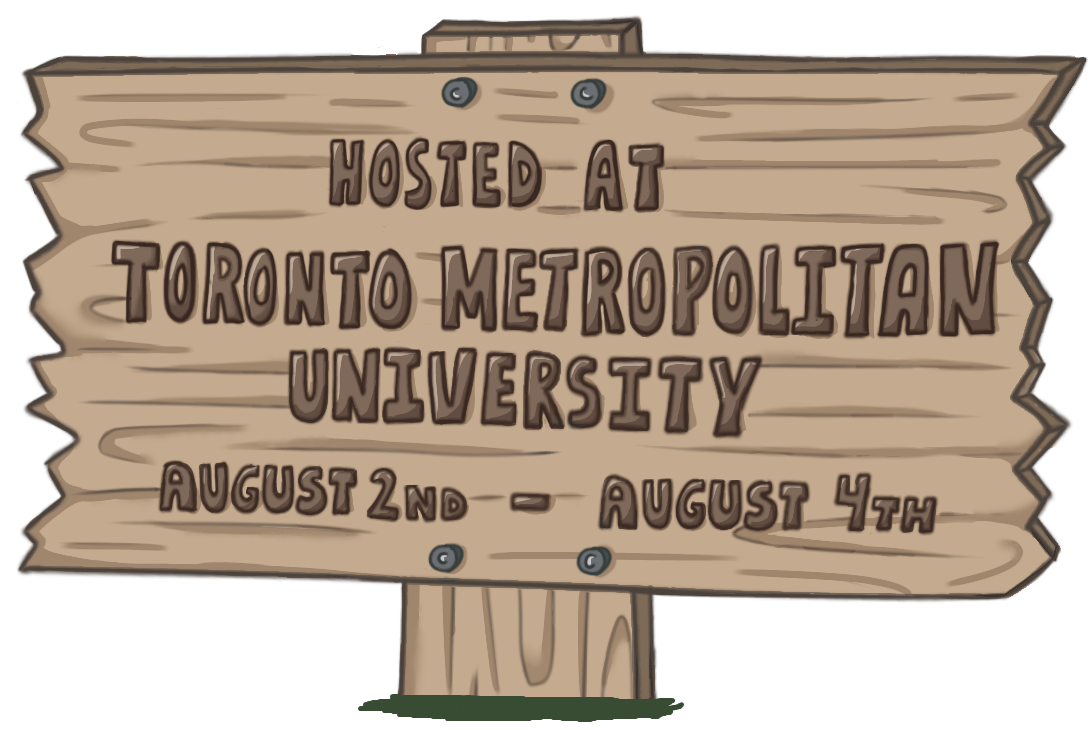 HOSTED AT
TORONTO METROPOLITAN
UNIVERSITY
AUGUST 2ND - AUGUST 4TH